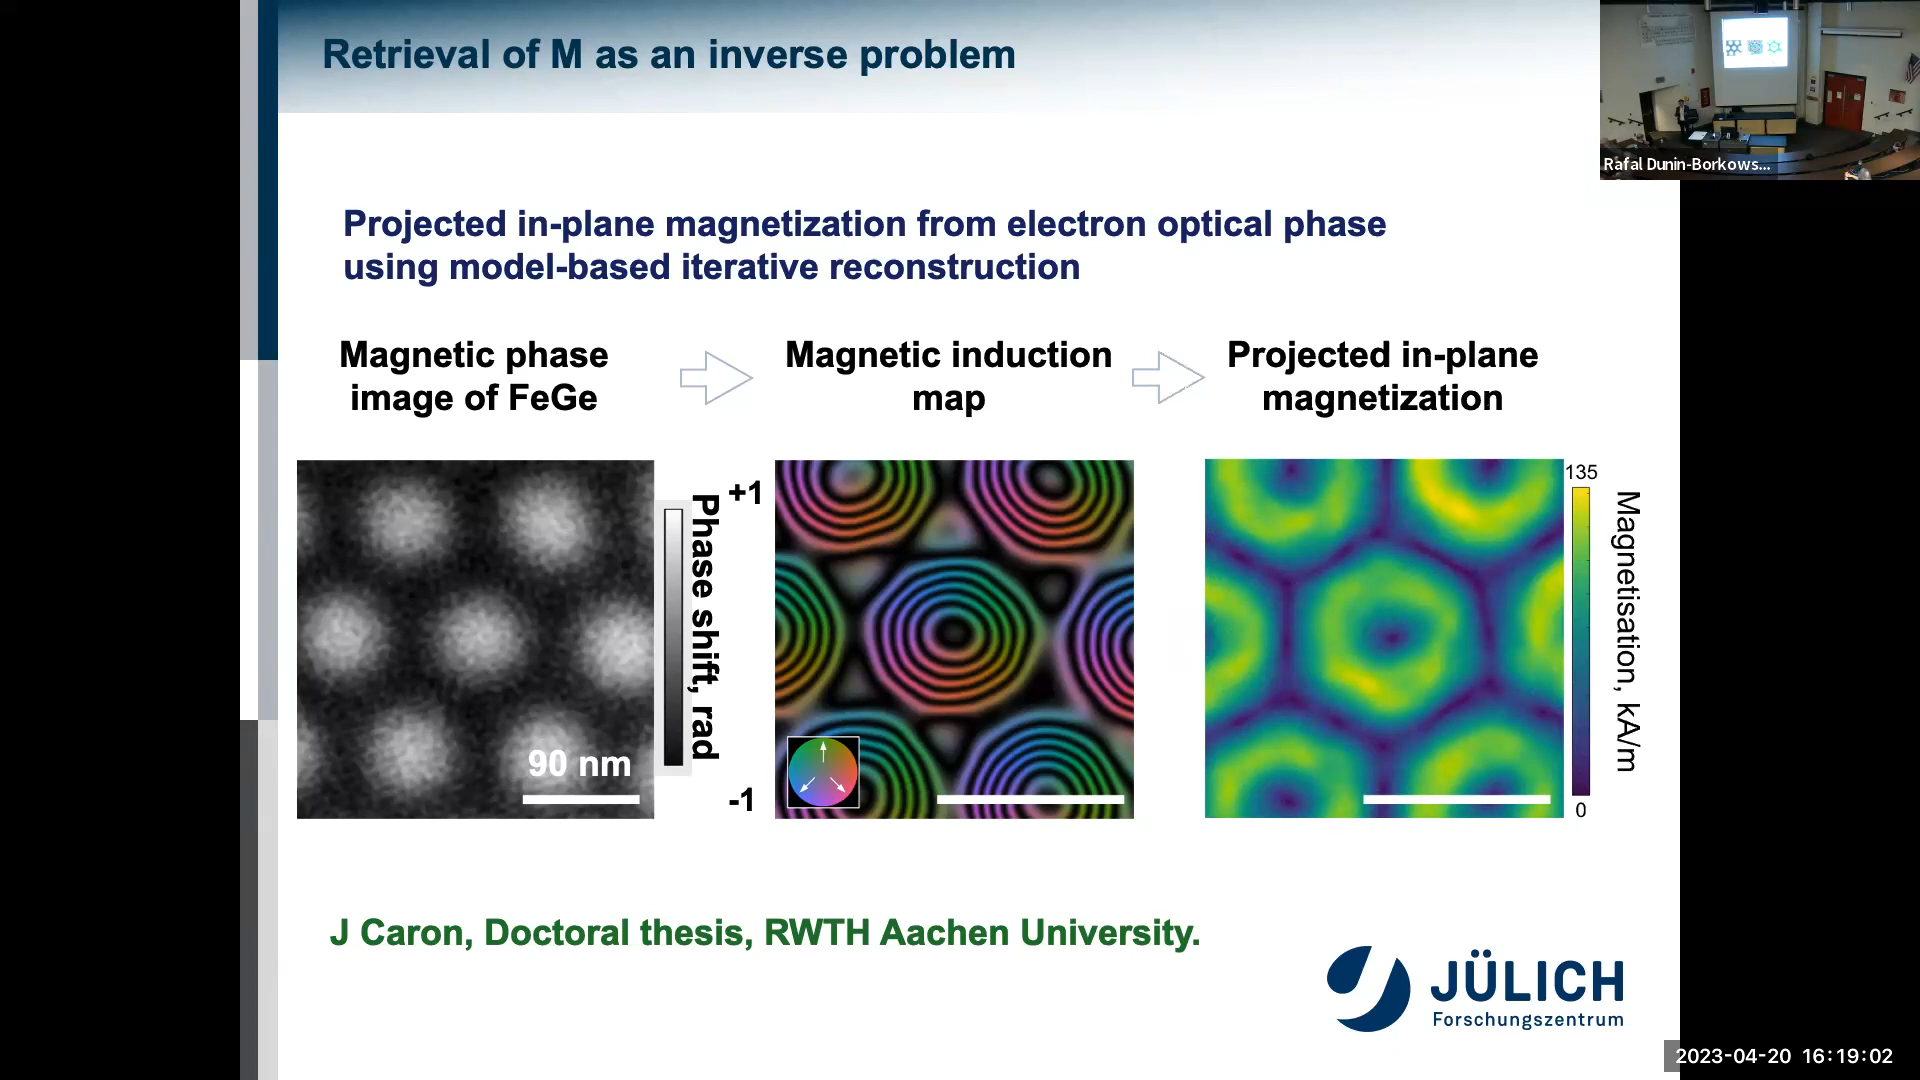 Retrieval of M as an inverse problem
Rafal Dunin-Borkows...
Projected in-plane magnetization from electron optical phase
using model-based iterative reconstruction
Magnetic phase
image of FeGe
Magnetic induction
map
Projected in-plane
magnetization
90 nm
+1
Phase shift, rad
-1
135
Magnetisation, kA/m
0
J Caron, Doctoral thesis, RWTH Aachen University.
JÜLICH
Forschungszentrum
2023-04-20 16:19:02